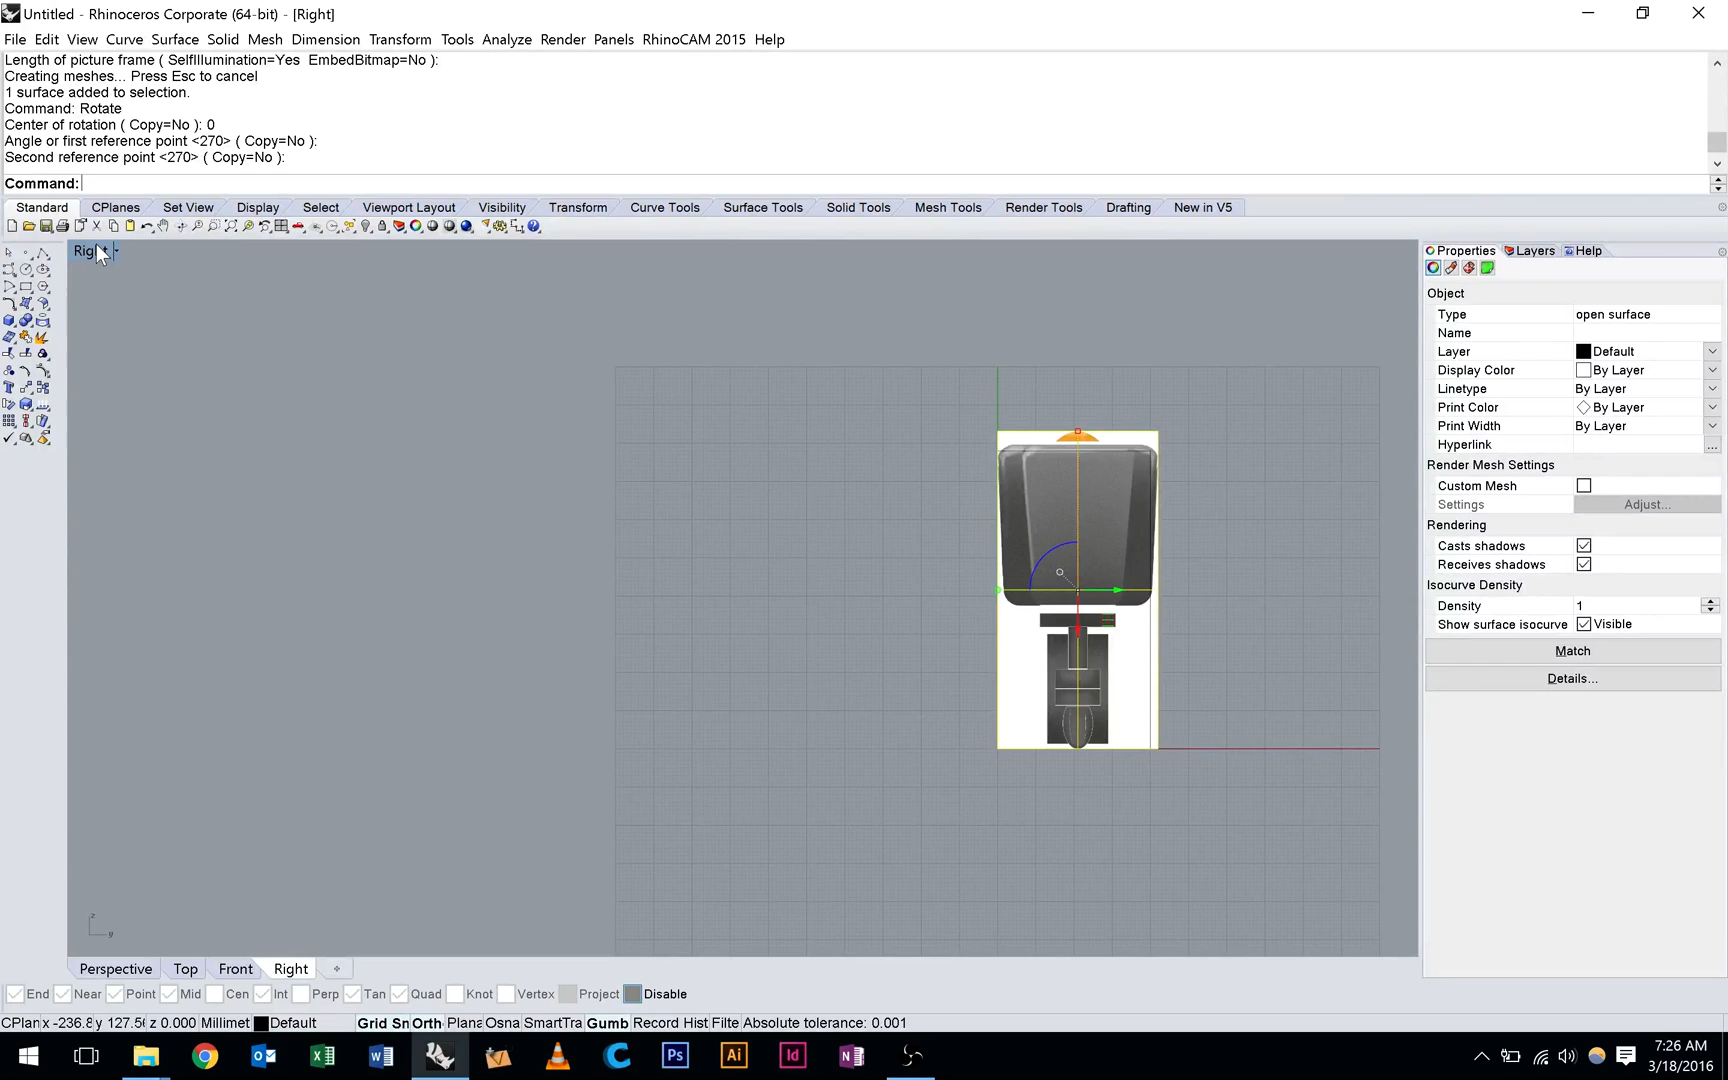 Untitled - Rhinoceros Corporate (64-bit) - [Right]
File Edit View Curve Surface Solid Mesh Dimension Transform Tools Analyze Render Panels RhinoCAM 2015 Help
Length of picture frame ( SelfIllumination=Yes EmbedBitmap=No ):
Creating meshes... Press Esc to cancel
1 surface added to selection.
Command: Rotate
Center of rotation ( Copy=No ): 0
Angle or first reference point <270> ( Copy=No ):
Second reference point <270> ( Copy=No ):
Command:
Standard CPlanes Set View Display Select Viewport Layout Visibility Transform Curve Tools Surface Tools Solid Tools Mesh Tools Render Tools Drafting New in V5
Right
Properties Layers Help
Object
Type open surface
Name
Layer Default
Display Color By Layer
Linetype By Layer
Print Color By Layer
Print Width By Layer
Hyperlink ...
Render Mesh Settings
Custom Mesh
Settings Adjust...
Rendering
Casts shadows
Receives shadows
Isocurve Density
Density 1
Show surface isocurve Visible
Match
Details...
z
y
Perspective Top Front Right
End Near Point Mid Cen Int Perp Tan Quad Knot Vertex Project Disable
CPlan x -236.8 y 127.56 z 0.000 Millimet Default Grid Sn Orth Plana Osna SmartTra Gumb Record Hist Filte Absolute tolerance: 0.001
Ps Ai Id
7:26 AM
3/18/2016